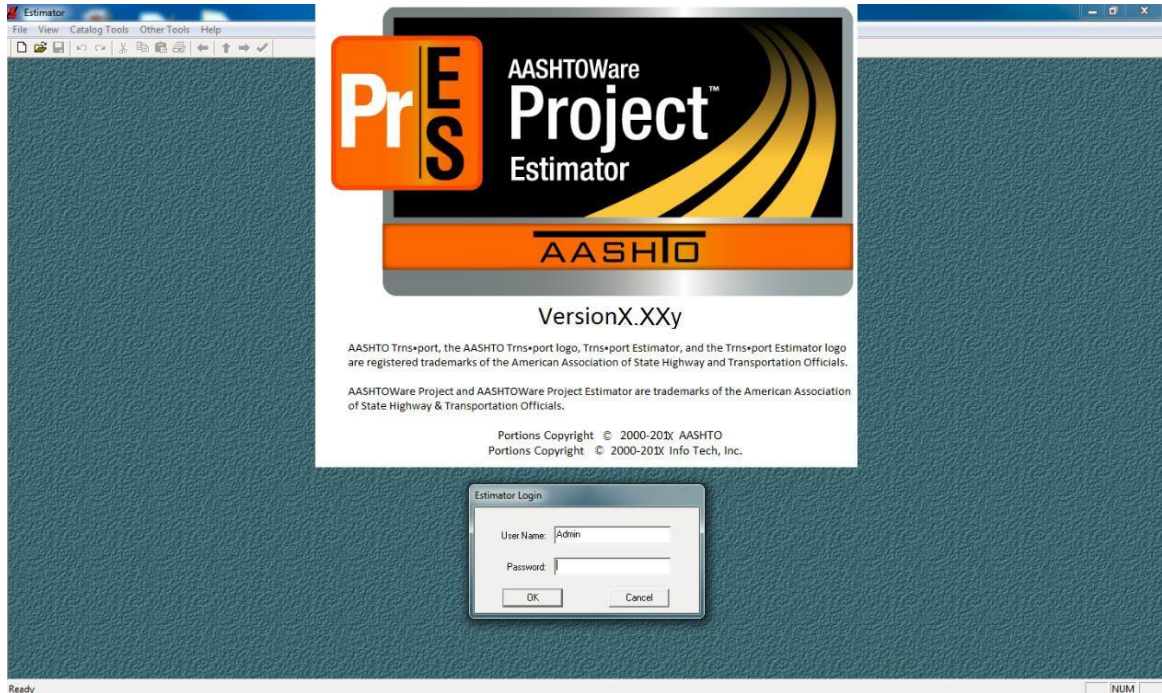 Estimator
File View Catalog Tools Other Tools Help
PrES
AASHTOWare
Project™
Estimator
AASHTO
VersionX.XXy
AASHTO Trns•port, the AASHTO Trns•port logo, Trns•port Estimator, and the Trns•port Estimator logo
are registered trademarks of the American Association of State Highway and Transportation Officials.
AASHTOWare Project and AASHTOWare Project Estimator are trademarks of the American Association
of State Highway & Transportation Officials.
Portions Copyright © 2000-201X AASHTO
Portions Copyright © 2000-201X Info Tech, Inc.
Estimator Login
User Name: Admin
Password:
OK Cancel
Ready NUM